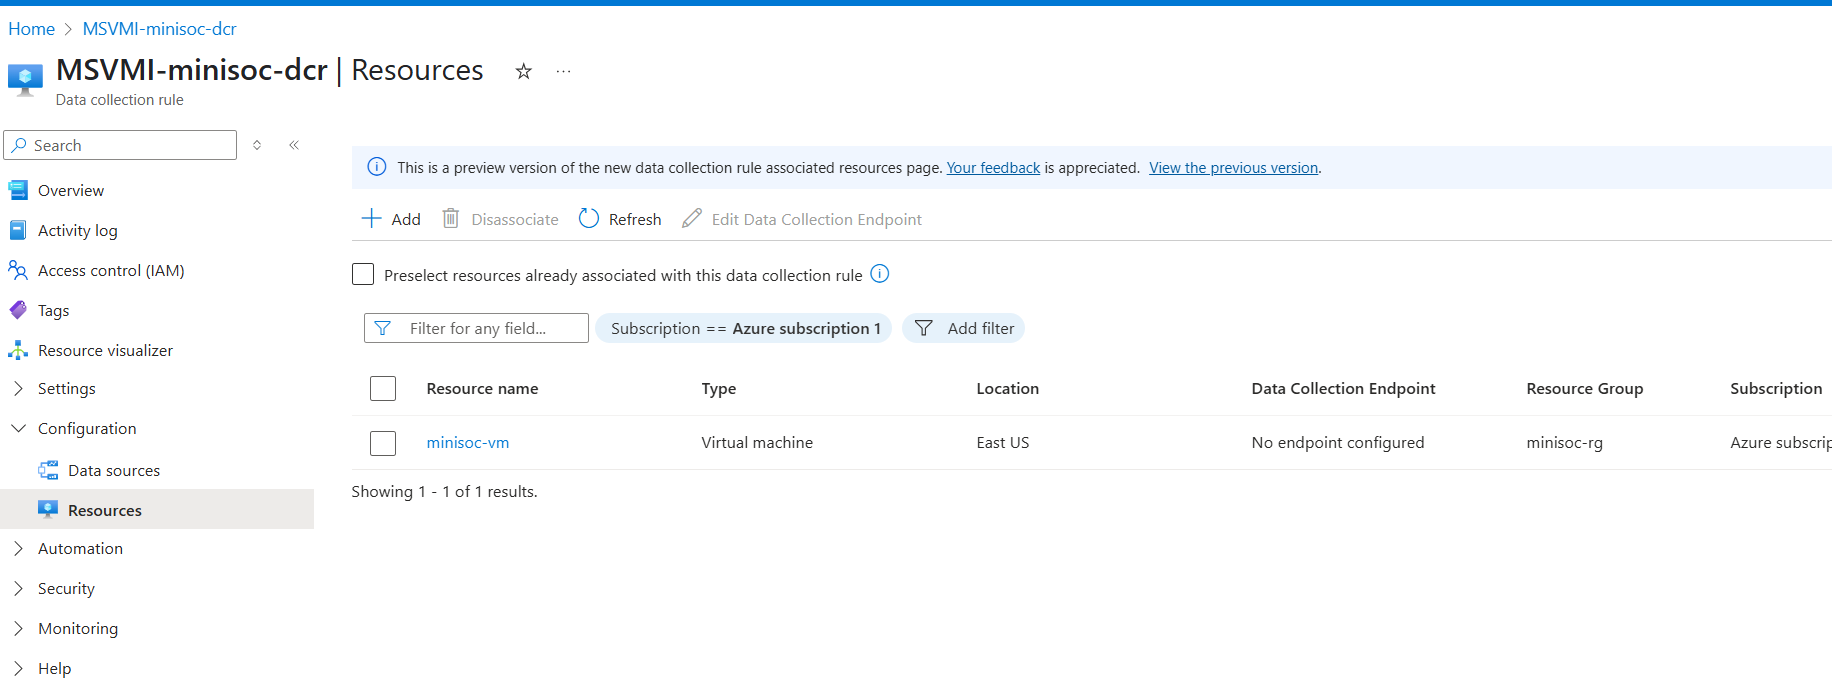 Home > MSVMI-minisoc-dcr
MSVMI-minisoc-dcr | Resources
Data collection rule
Search
Overview
Activity log
Access control (IAM)
Tags
Resource visualizer
Settings
Configuration
Data sources
Resources
Automation
Security
Monitoring
Help
This is a preview version of the new data collection rule associated resources page. Your feedback is appreciated. View the previous version.
Add Disassociate Refresh Edit Data Collection Endpoint
Preselect resources already associated with this data collection rule
Filter for any field... Subscription == Azure subscription 1 Add filter
Resource name Type Location Data Collection Endpoint Resource Group Subscription
minisoc-vm Virtual machine East US No endpoint configured minisoc-rg Azure subscrip
Showing 1 - 1 of 1 results.